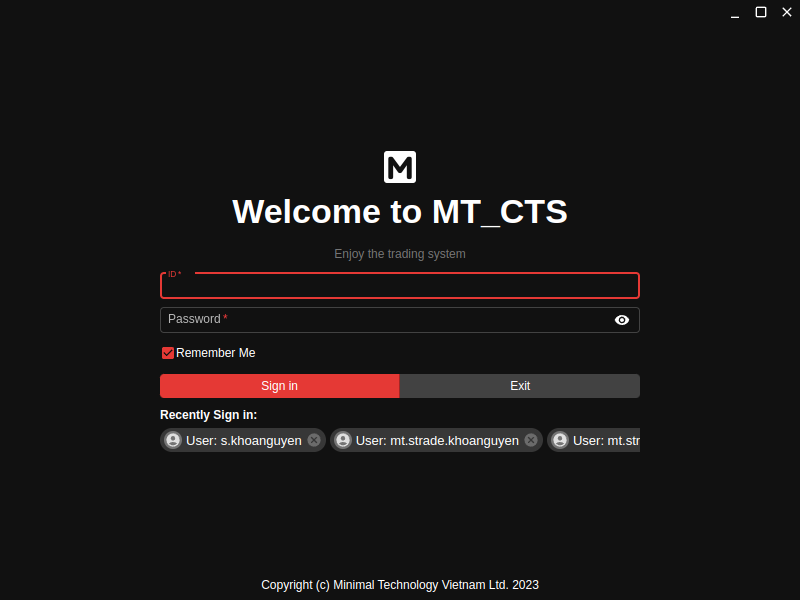 Welcome to MT_CTS
Enjoy the trading system
ID *
Password *
Remember Me
Sign in Exit
Recently Sign in:
User: s.khoanguyen User: mt.strade.khoanguyen User: mt.str
Copyright (c) Minimal Technology Vietnam Ltd. 2023